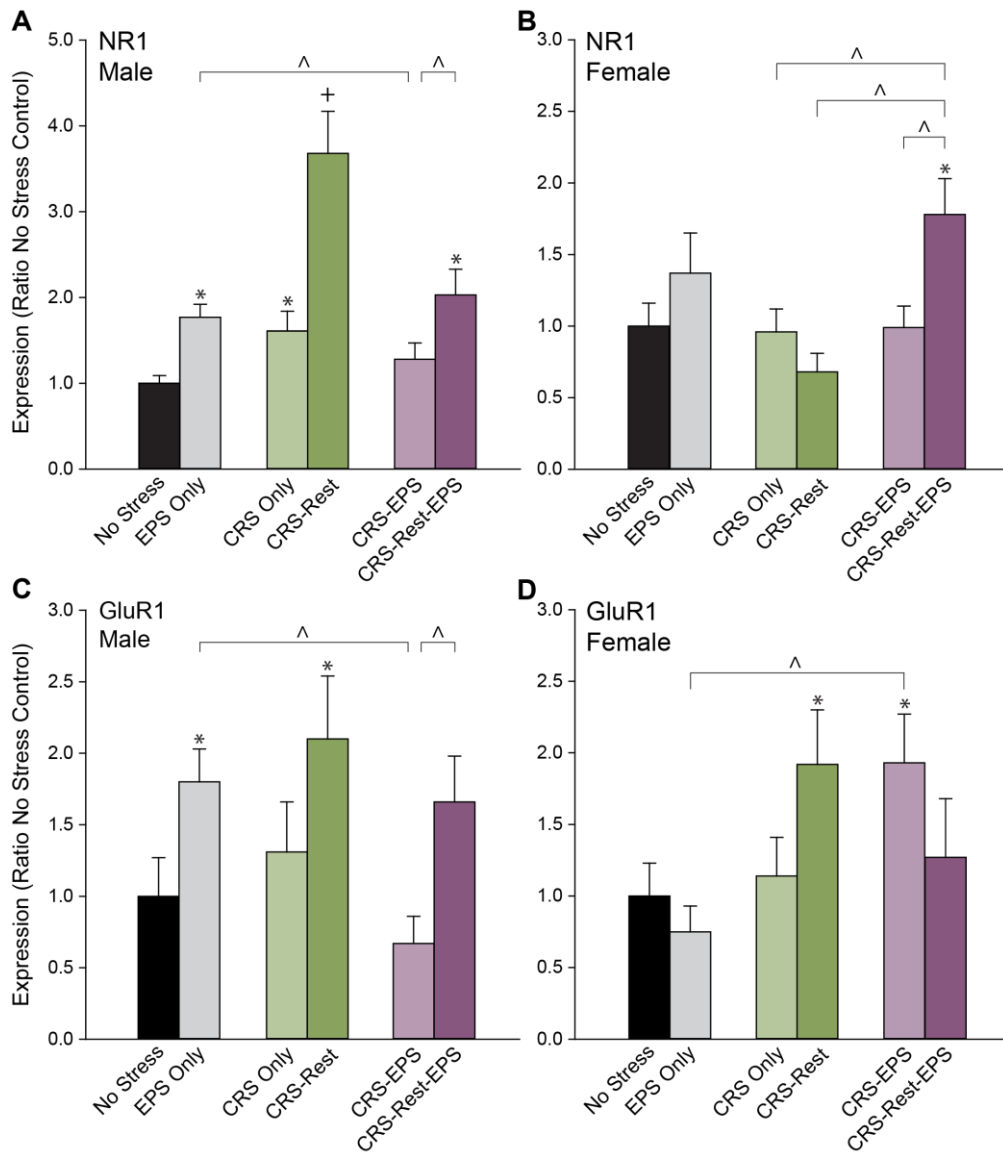 A
NR1
Male
Expression (Ratio No Stress Control)
5.0
4.0
3.0
2.0
1.0
0.0
^
^
*
*
+
*
No Stress
EPS Only
CRS Only
CRS-Rest
CRS-EPS
CRS-Rest-EPS
B
NR1
Female
3.0
2.5
2.0
1.5
1.0
0.5
0.0
^
^
^
*
No Stress
EPS Only
CRS Only
CRS-Rest
CRS-EPS
CRS-Rest-EPS
C
GluR1
Male
Expression (Ratio No Stress Control)
3.0
2.5
2.0
1.5
1.0
0.5
0.0
^
^
*
*
No Stress
EPS Only
CRS Only
CRS-Rest
CRS-EPS
CRS-Rest-EPS
D
GluR1
Female
3.0
2.5
2.0
1.5
1.0
0.5
0.0
^
*
*
No Stress
EPS Only
CRS Only
CRS-Rest
CRS-EPS
CRS-Rest-EPS